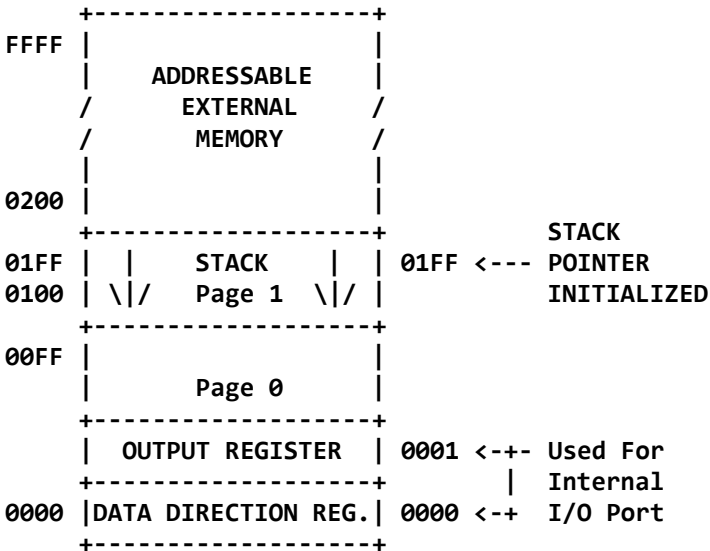 FFFF
ADDRESSABLE
EXTERNAL
MEMORY
0200
STACK
01FF | | STACK | | 01FF <--- POINTER
0100 | \|/ Page 1 \|/ | INITIALIZED
00FF
Page 0
OUTPUT REGISTER | 0001 <-+- Used For
| Internal
0000 |DATA DIRECTION REG.| 0000 <-+ I/O Port